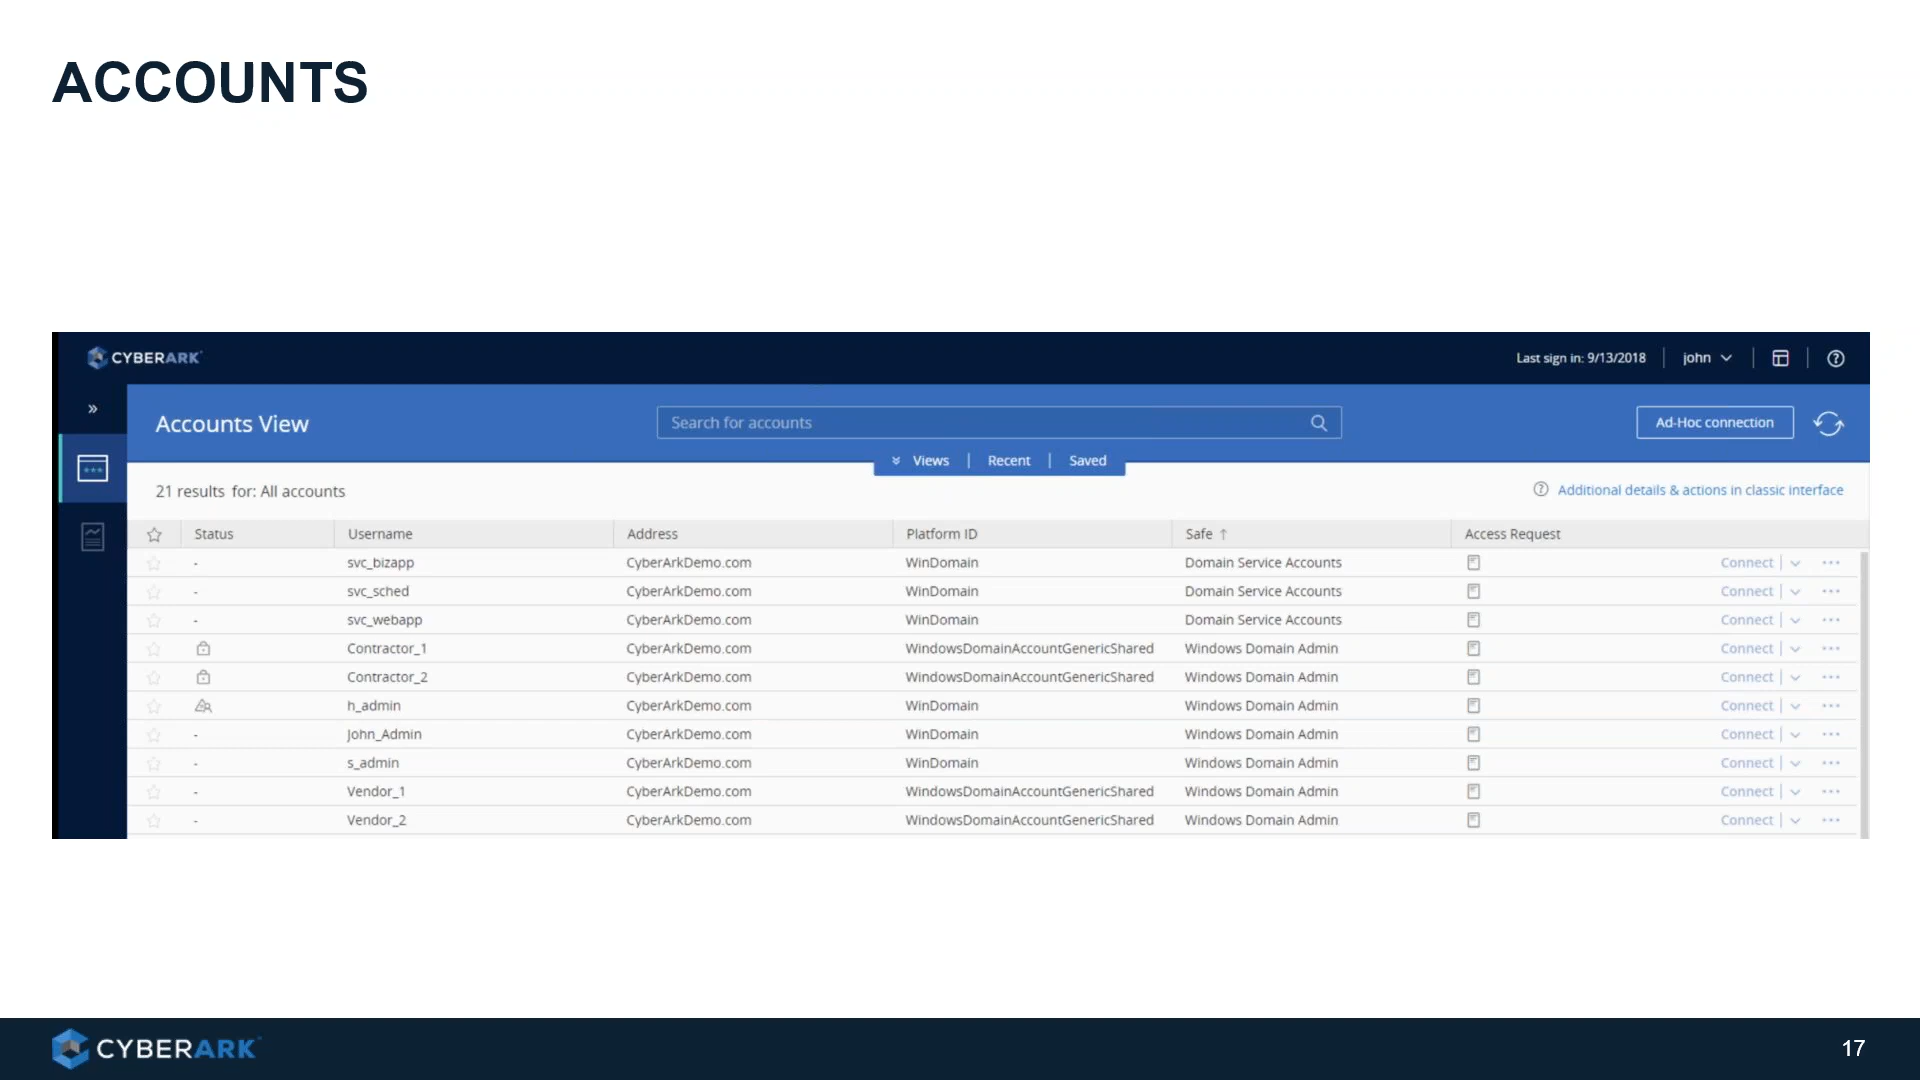 ACCOUNTS
CYBERARK
Last sign in: 9/13/2018 john
Accounts View Search for accounts Ad-Hoc connection
Views Recent Saved
21 results for: All accounts Additional details & actions in classic interface
Status Username Address Platform ID Safe ↑ Access Request
- svc_bizapp CyberArkDemo.com WinDomain Domain Service Accounts Connect
- svc_sched CyberArkDemo.com WinDomain Domain Service Accounts Connect
- svc_webapp CyberArkDemo.com WinDomain Domain Service Accounts Connect
Contractor_1 CyberArkDemo.com WindowsDomainAccountGenericShared Windows Domain Admin Connect
Contractor_2 CyberArkDemo.com WindowsDomainAccountGenericShared Windows Domain Admin Connect
h_admin CyberArkDemo.com WinDomain Windows Domain Admin Connect
- John_Admin CyberArkDemo.com WinDomain Windows Domain Admin Connect
- s_admin CyberArkDemo.com WinDomain Windows Domain Admin Connect
- Vendor_1 CyberArkDemo.com WindowsDomainAccountGenericShared Windows Domain Admin Connect
- Vendor_2 CyberArkDemo.com WindowsDomainAccountGenericShared Windows Domain Admin Connect
CYBERARK 17